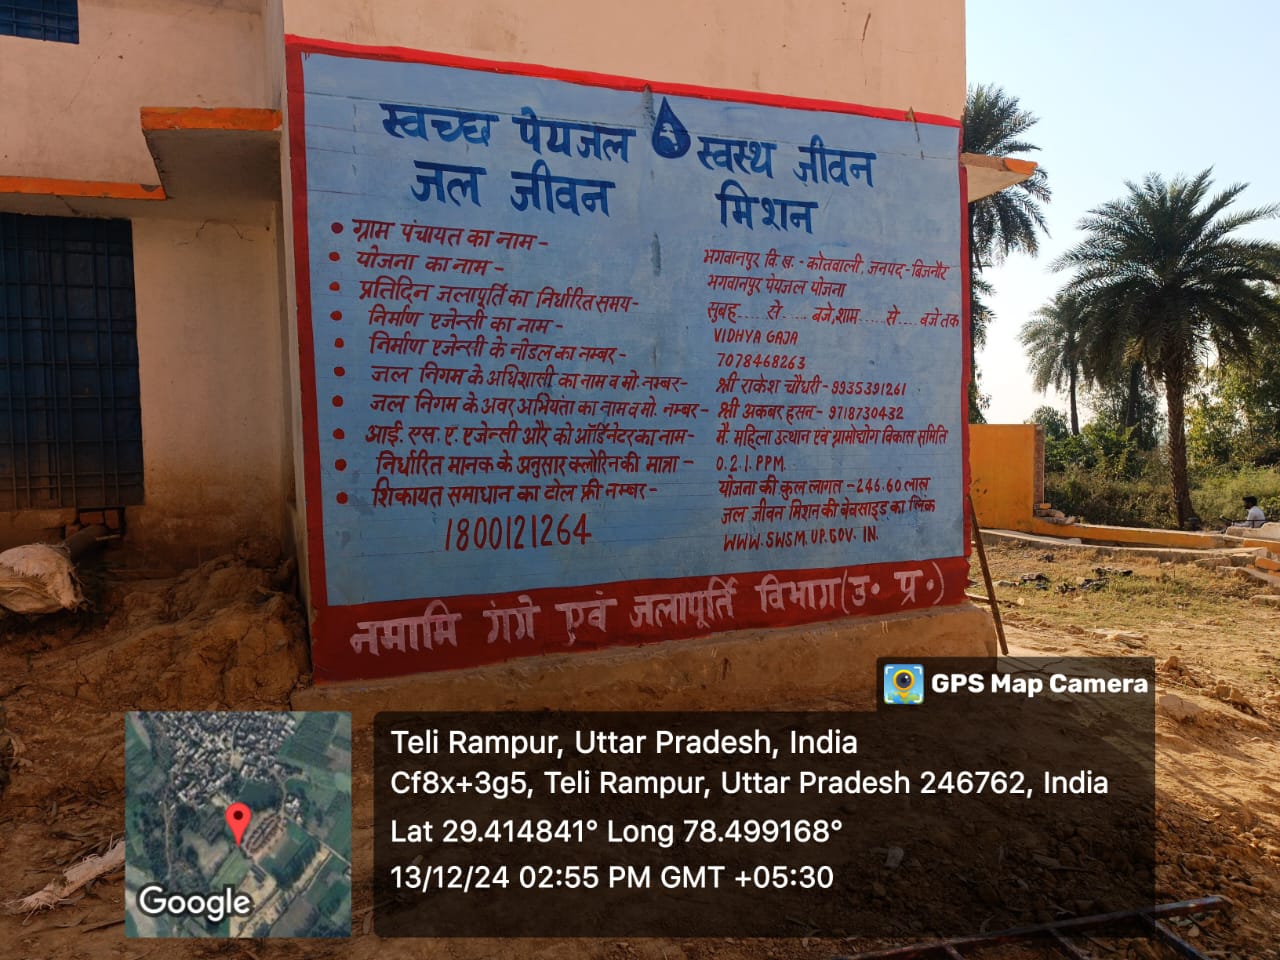 स्वच्छ पेयजल स्वस्थ जीवन
जल जीवन मिशन
• ग्राम पंचायत का नाम - भगवानपुर वि.ख.- कोतवाली, जनपद- बिजनौर
• योजना का नाम - भगवानपुर पेयजल योजना
• प्रतिदिन जलापूर्ति का निर्धारित समय- सुबह.....से.....बजे,शाम.....से.....बजे तक
• निर्माण एजेन्सी का नाम - VIDHYA GAJA
• निर्माण एजेन्सी के नोडल का नम्बर - 7078468263
• जल निगम के अधिशासी का नाम व मो. नम्बर- श्री राकेश चौधरी- 9935391261
• जल निगम के अवर अभियंता का नाम व मो. नम्बर- श्री अकबर हसन- 9718730432
• आई. एस. ए. एजेन्सी और को ऑर्डिनेटर का नाम- मै. महिला उत्थान एवं ग्रामोद्योग विकास समिति
• निर्धारित मानक के अनुसार क्लोरिन की मात्रा - 0.2 1. PPM.
• शिकायत समाधान का टोल फ्री नम्बर- योजना की कुल लागत - 246.60 लाख
1800121264 जल जीवन मिशन की वेवसाइड का लिंक
WWW.SWSM.UP.GOV.IN.
नमामि गंगे एवं जलापूर्ति विभाग (उ॰ प्र॰)
GPS Map Camera
Teli Rampur, Uttar Pradesh, India
Cf8x+3g5, Teli Rampur, Uttar Pradesh 246762, India
Lat 29.414841° Long 78.499168°
13/12/24 02:55 PM GMT +05:30
Google